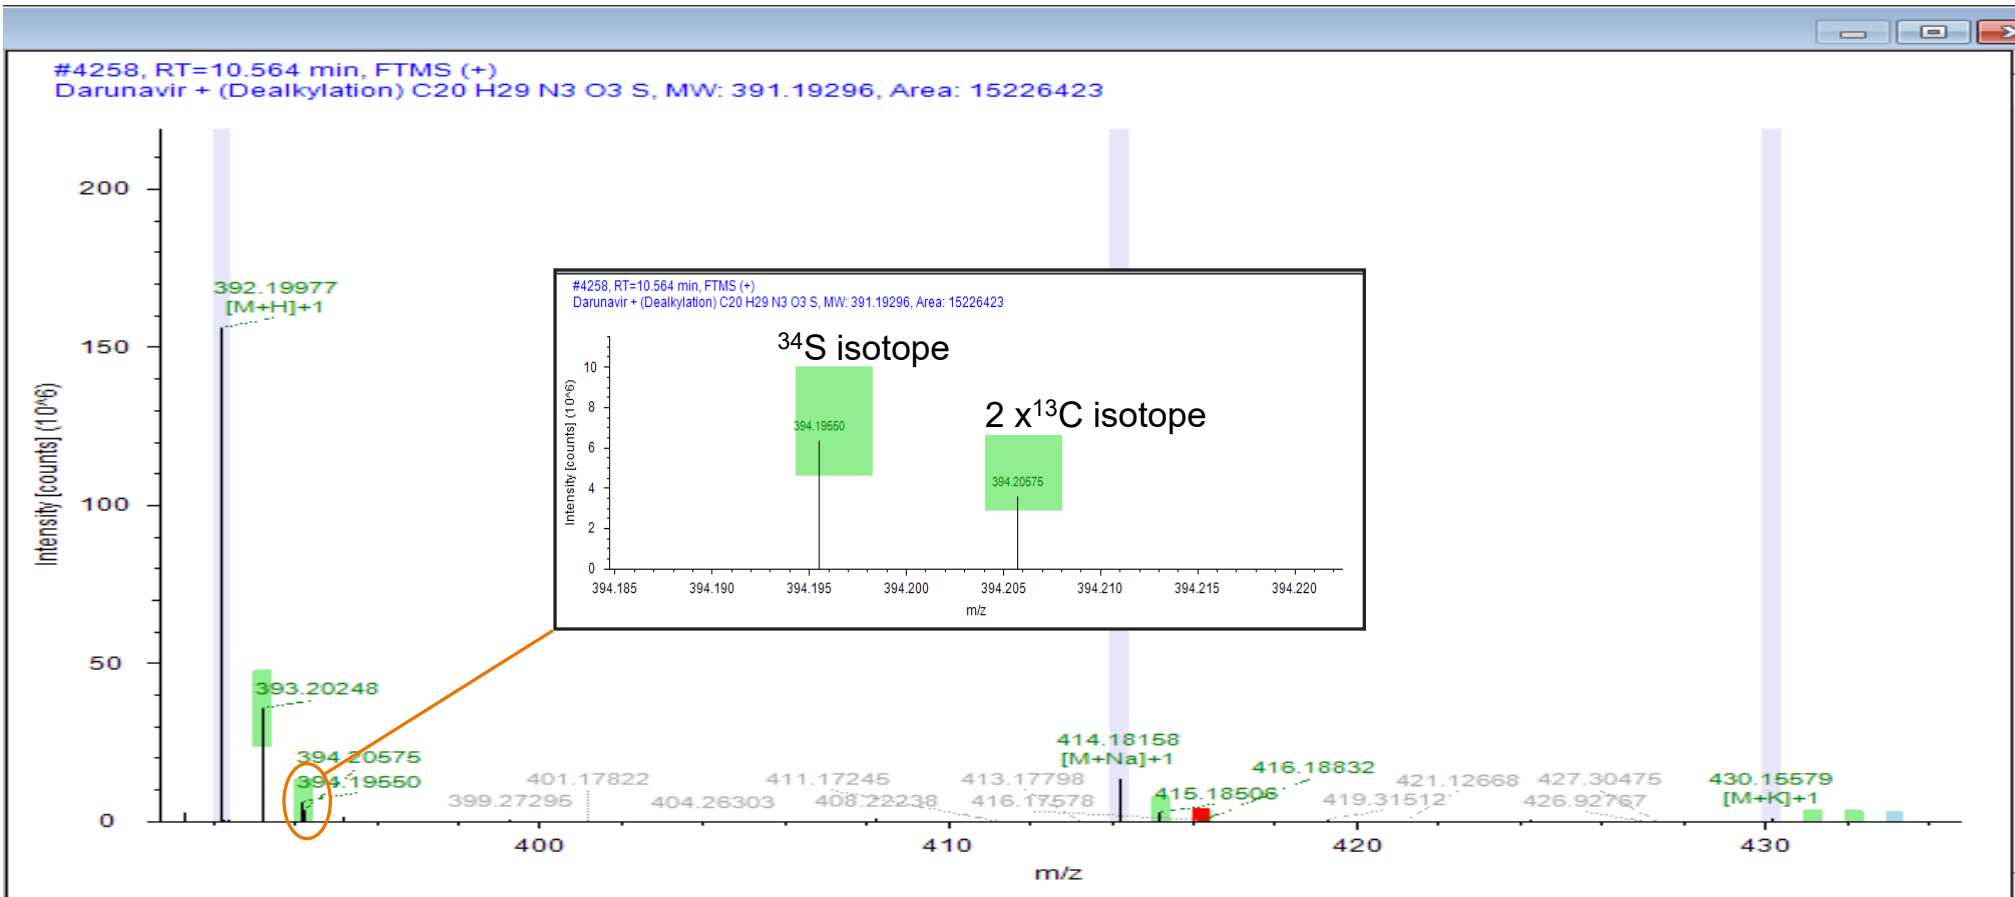 #4258, RT=10.564 min, FTMS (+)
Darunavir + (Dealkylation) C20 H29 N3 O3 S, MW: 391.19296, Area: 15226423
Intensity [counts] (10^6)
200
150
100
50
0
392.19977
[M+H]+1
393.20248
394.20575
394.19550
#4258, RT=10.564 min, FTMS (+)
Darunavir + (Dealkylation) C20 H29 N3 O3 S, MW: 391.19296, Area: 15226423
³⁴S isotope
2 x¹³C isotope
Intensity [counts] (10^6)
10
8
6
4
2
0
394.19550
394.20575
394.185 394.190 394.195 394.200 394.205 394.210 394.215 394.220
m/z
401.17822
399.27295
404.26303
411.17245
408.22238
413.17798
416.17578
414.18158
[M+Na]+1
415.18506
416.18832
421.12668
419.31512
427.30475
426.92767
430.15579
[M+K]+1
400 410 420 430
m/z